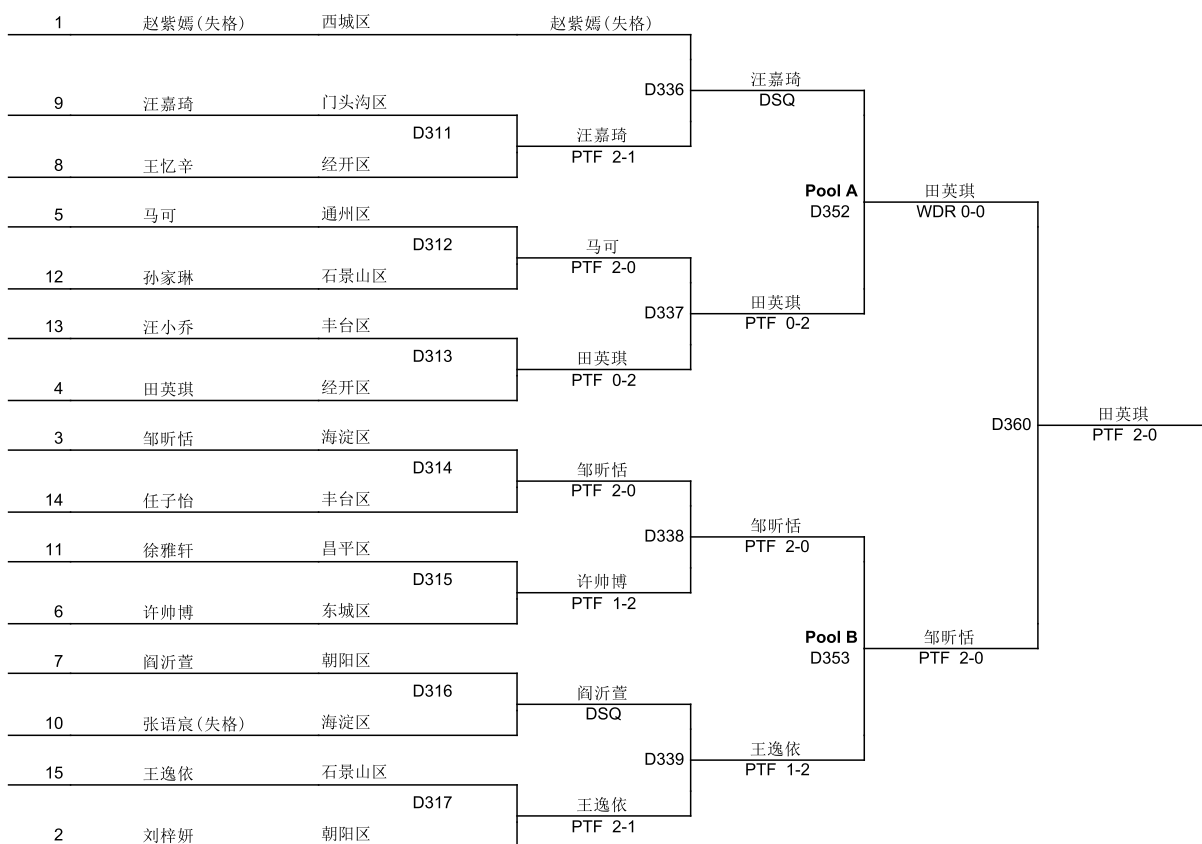 1 赵紫嫣(失格) 西城区 赵紫嫣(失格)
D336 汪嘉琦
DSQ
9 汪嘉琦 门头沟区
D311 汪嘉琦
PTF 2-1
8 王忆辛 经开区
Pool A 田英琪
D352 WDR 0-0
5 马可 通州区
D312 马可
PTF 2-0
12 孙家琳 石景山区
D337 田英琪
PTF 0-2
13 汪小乔 丰台区
D313 田英琪
PTF 0-2
4 田英琪 经开区
D360 田英琪
PTF 2-0
3 邹昕恬 海淀区
D314 邹昕恬
PTF 2-0
14 任子怡 丰台区
D338 邹昕恬
PTF 2-0
11 徐雅轩 昌平区
D315 许帅博
PTF 1-2
6 许帅博 东城区
Pool B 邹昕恬
D353 PTF 2-0
7 阎沂萱 朝阳区
D316 阎沂萱
DSQ
10 张语宸(失格) 海淀区
D339 王逸依
PTF 1-2
15 王逸依 石景山区
D317 王逸依
PTF 2-1
2 刘梓妍 朝阳区